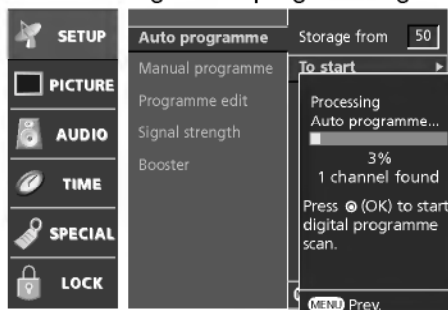 SETUP
PICTURE
AUDIO
TIME
SPECIAL
LOCK
Auto programme
Manual programme
Programme edit
Signal strength
Booster
Storage from 50
To start
Processing
Auto programme...
3%
1 channel found
Press ⊙ (OK) to start
digital programme
scan.
MENU Prev.